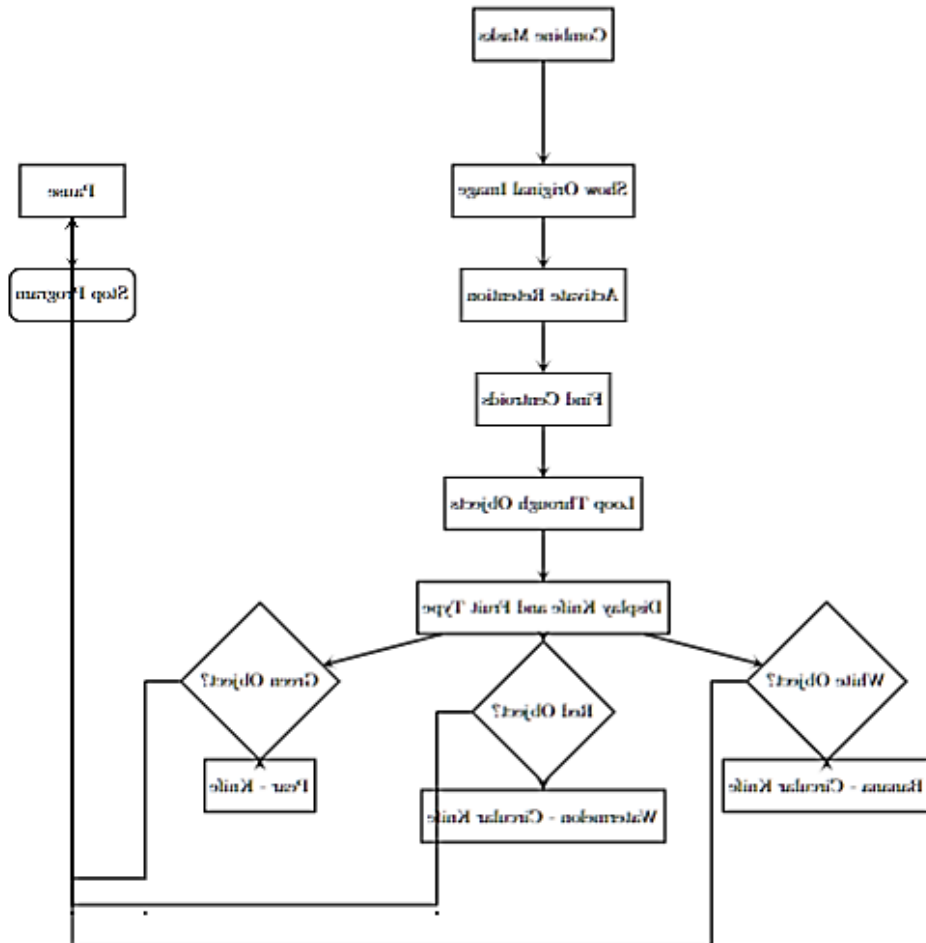 Combine Masks
Pause
Show Original Image
Stop Program
Activate Retention
Find Centroids
Loop Through Objects
Display Knife and Fruit Type
White Object?
Red Object?
Green Object?
Banana - Circular Knife
Watermelon - Circular Knife
Pear - Knife